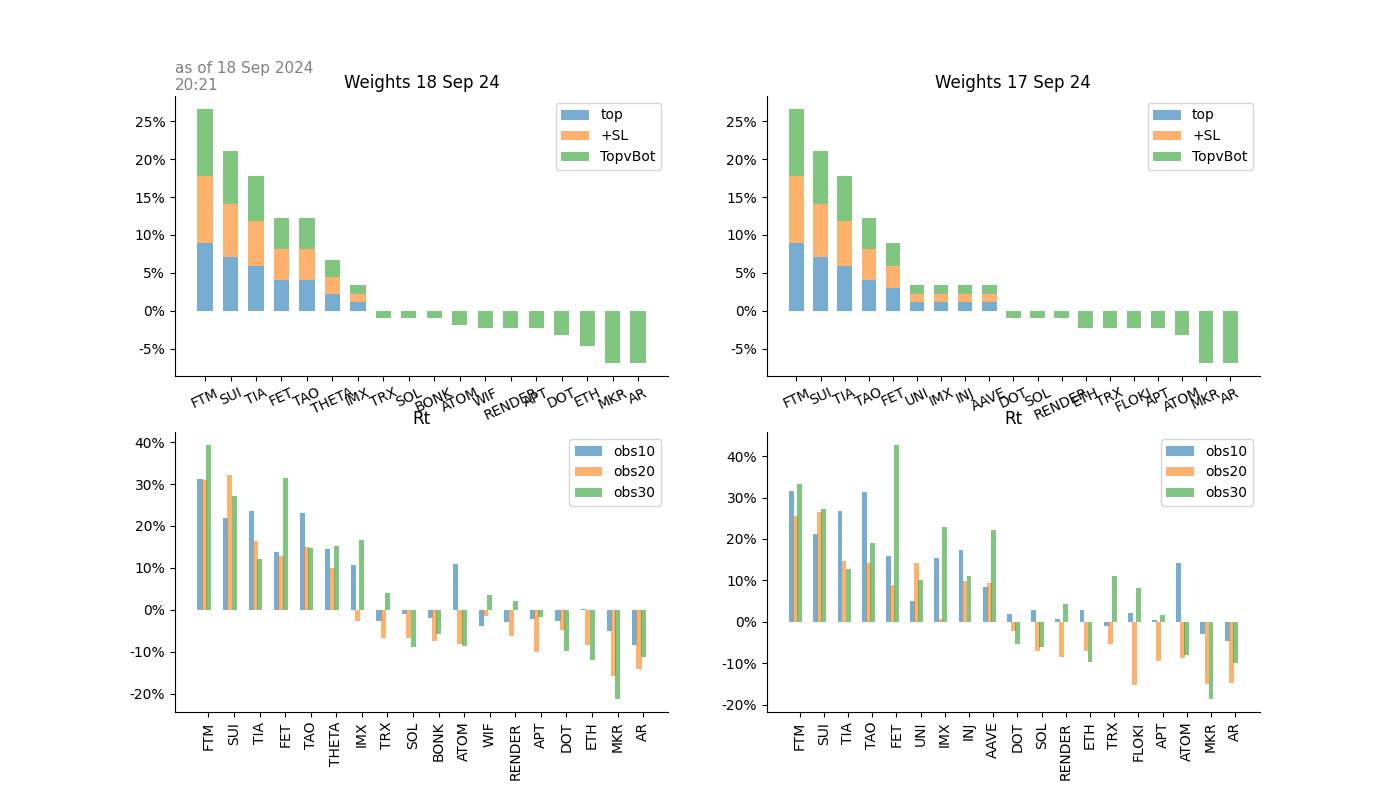 as of 18 Sep 2024
20:21
Weights 18 Sep 24
25%
20%
15%
10%
5%
0%
-5%
top
+SL
TopvBot
FTM SUI TIA FET TAO THETA IMX TRX SOL BONK ATOM WIF RENDER APT DOT ETH MKR AR
Weights 17 Sep 24
25%
20%
15%
10%
5%
0%
-5%
top
+SL
TopvBot
FTM SUI TIA TAO FET UNI IMX INJ AAVE DOT SOL RENDER ETH TRX FLOKI APT ATOM MKR AR
Rt
40%
30%
20%
10%
0%
-10%
-20%
obs10
obs20
obs30
FTM SUI TIA FET TAO THETA IMX TRX SOL BONK ATOM WIF RENDER APT DOT ETH MKR AR
Rt
40%
30%
20%
10%
0%
-10%
-20%
obs10
obs20
obs30
FTM SUI TIA TAO FET UNI IMX INJ AAVE DOT SOL RENDER ETH TRX FLOKI APT ATOM MKR AR